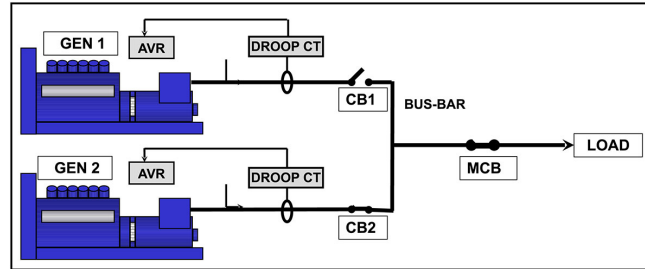 GEN 1
AVR
DROOP CT
CB1
BUS-BAR
MCB
LOAD
GEN 2
AVR
DROOP CT
CB2